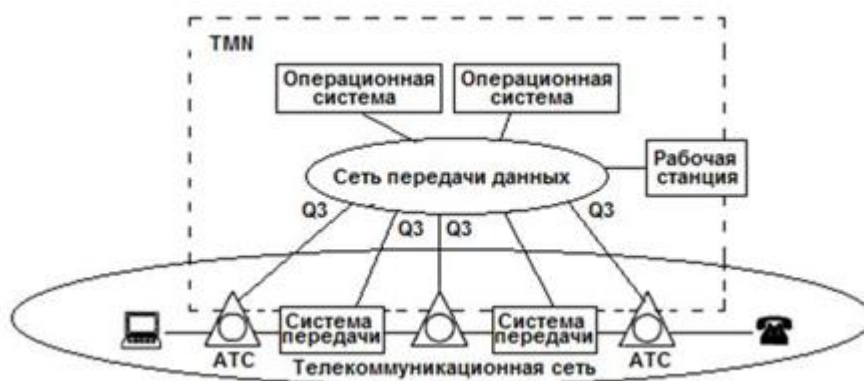 TMN
Операционная
система
Операционная
система
Сеть передачи данных
Рабочая
станция
Q3
Q3
Q3
Q3
Система
передачи
Система
передачи
АТС
АТС
Телекоммуникационная сеть